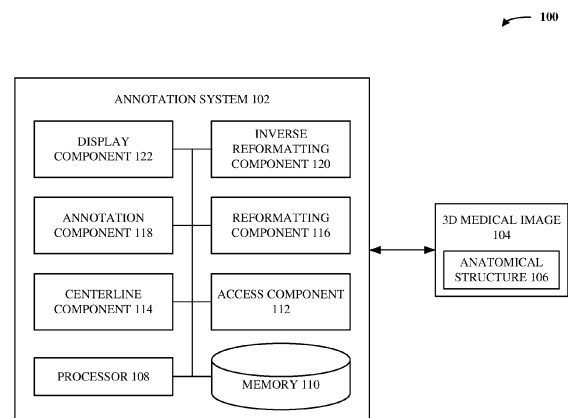 100
ANNOTATION SYSTEM 102
DISPLAY
COMPONENT 122
INVERSE
REFORMATTING
COMPONENT 120
ANNOTATION
COMPONENT 118
REFORMATTING
COMPONENT 116
CENTERLINE
COMPONENT 114
ACCESS COMPONENT
112
PROCESSOR 108
MEMORY 110
3D MEDICAL IMAGE
104
ANATOMICAL
STRUCTURE 106